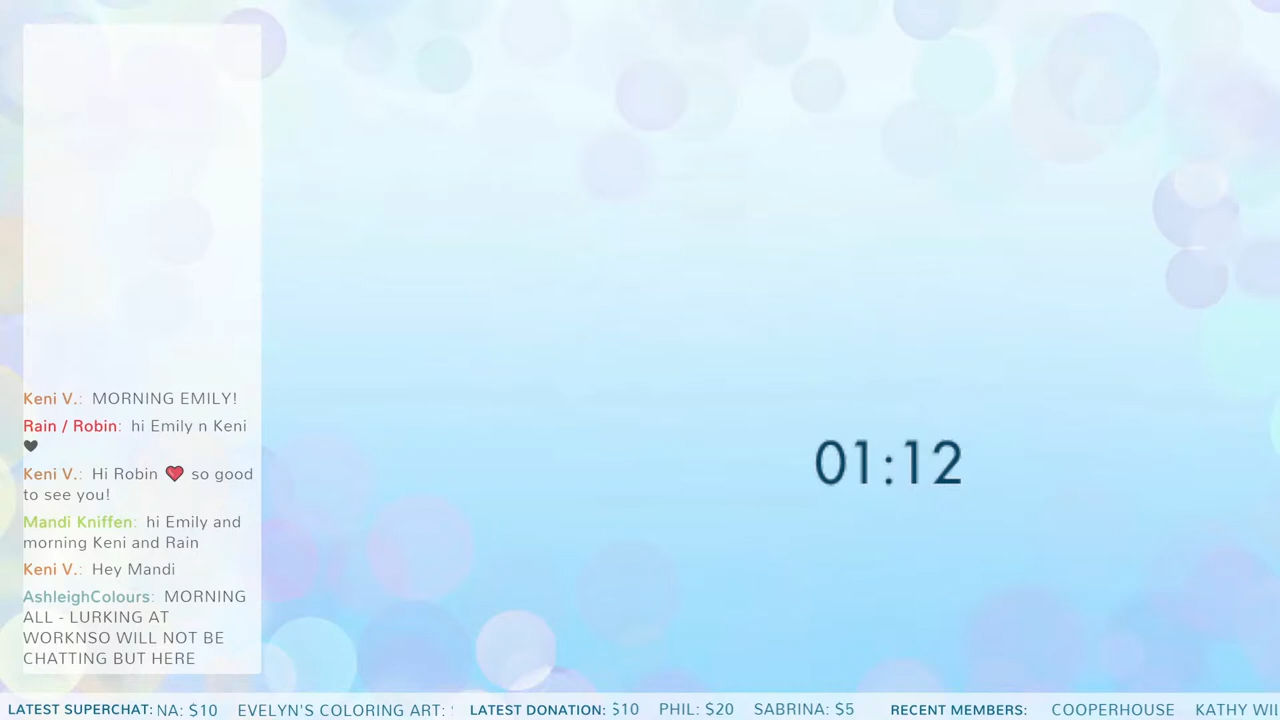 Keni V.: MORNING EMILY!
Rain / Robin: hi Emily n Keni
🖤
Keni V.: Hi Robin ❤️ so good
to see you!
Mandi Kniffen: hi Emily and
morning Keni and Rain
Keni V.: Hey Mandi
AshleighColours: MORNING
ALL - LURKING AT
WORKNSO WILL NOT BE
CHATTING BUT HERE
01:12
LATEST SUPERCHAT: NA: $10 EVELYN'S COLORING ART: LATEST DONATION: $10 PHIL: $20 SABRINA: $5 RECENT MEMBERS: COOPERHOUSE KATHY WIL